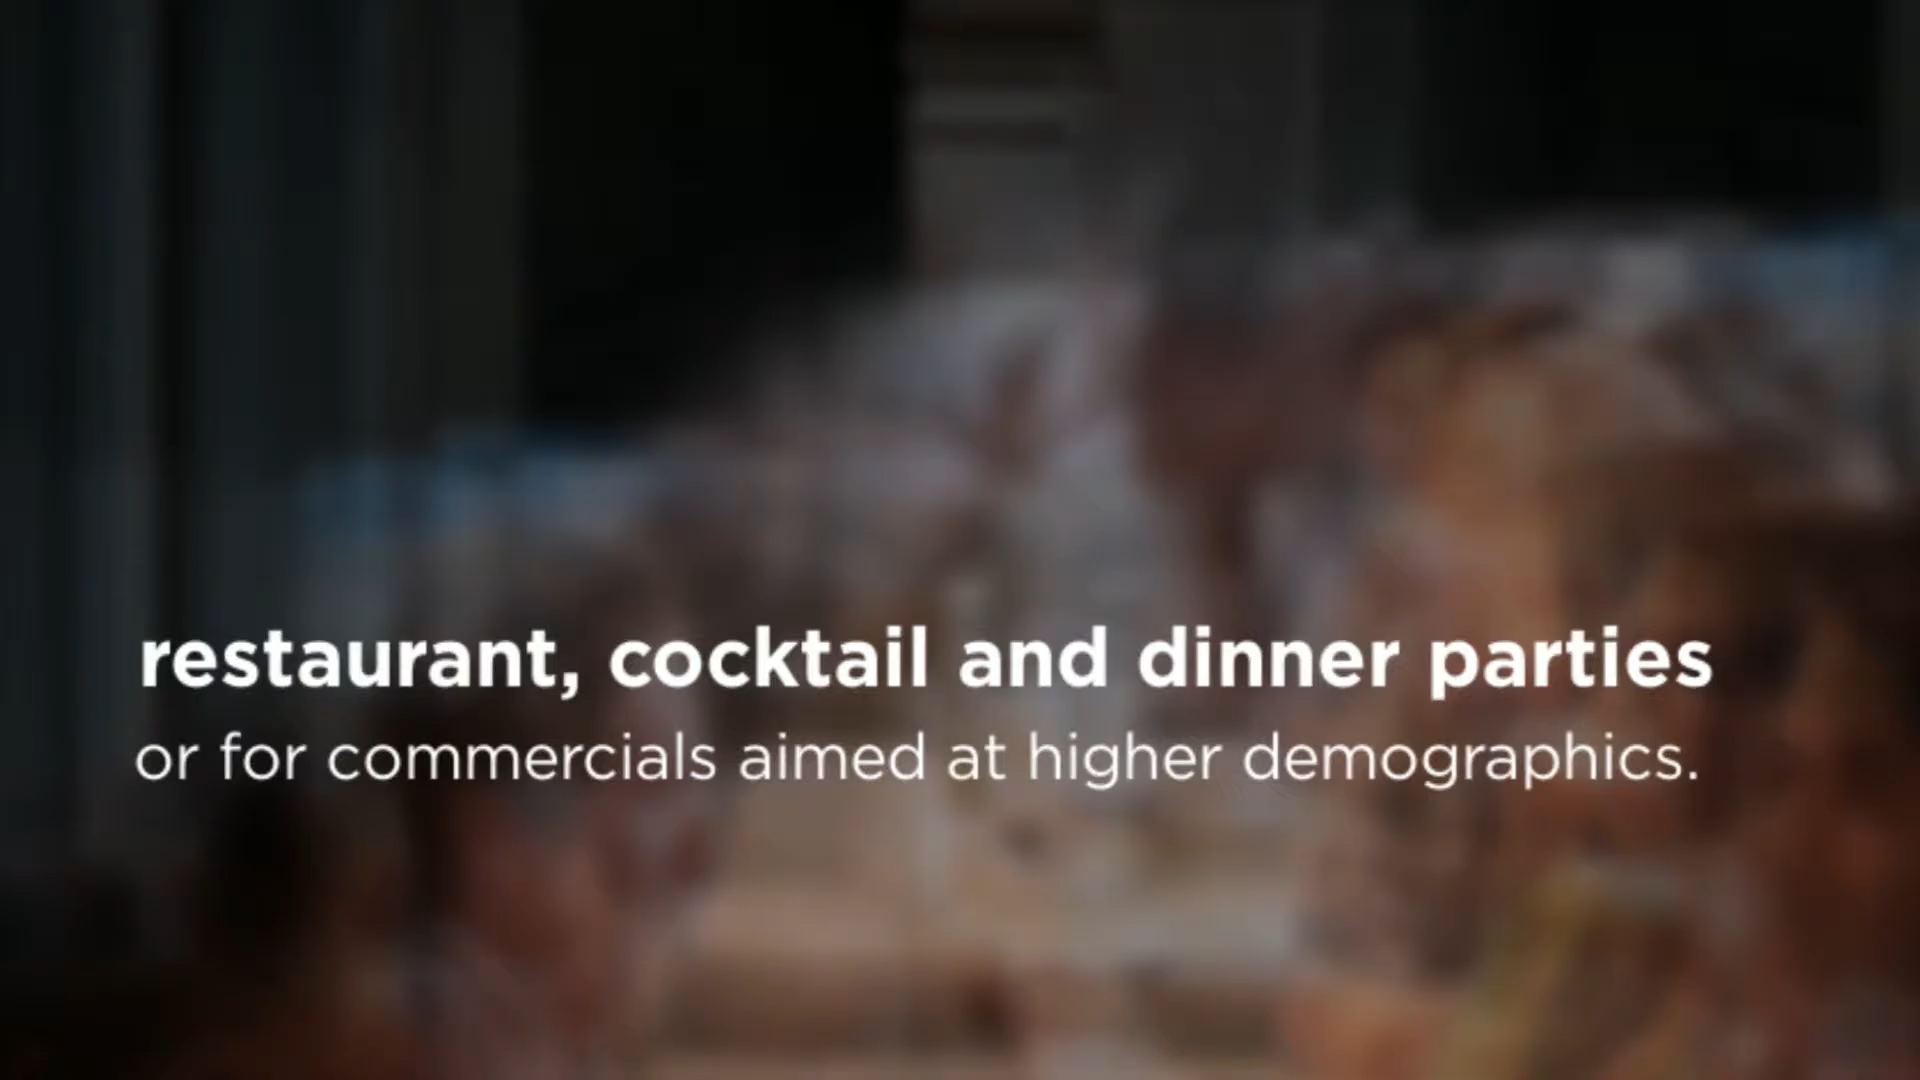 restaurant, cocktail and dinner parties
or for commercials aimed at higher demographics.